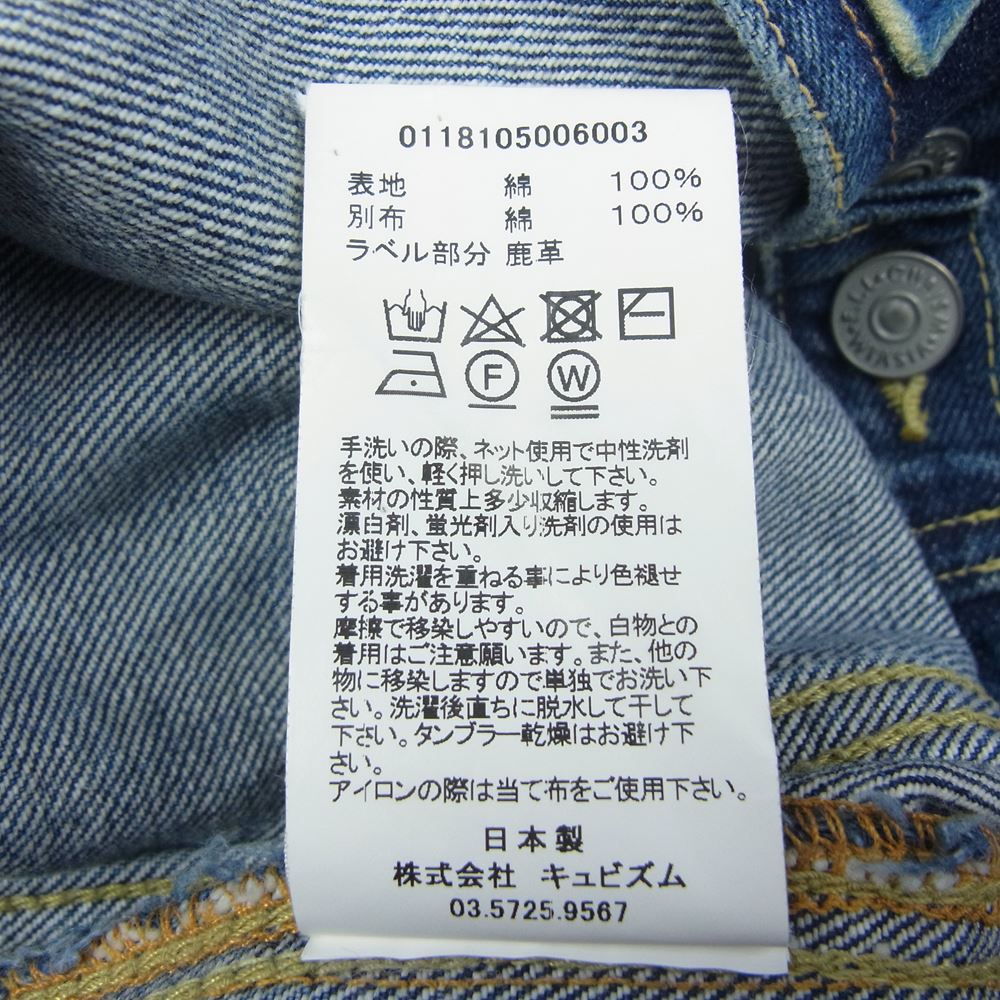 0118105006003
表地 綿 100%
別布 綿 100%
ラベル部分 鹿革
F W
手洗いの際、ネット使用で中性洗剤
を使い、軽く押し洗いして下さい。
素材の性質上多少収縮します。
漂白剤、蛍光剤入り洗剤の使用は
お避け下さい。
着用洗濯を重ねる事により色褪せ
する事があります。
摩擦で移染しやすいので、白物との
着用はご注意願います。また、他の
物に移染しますので単独でお洗い下
さい。洗濯後直ちに脱水して干して
下さい。タンブラー乾燥はお避け下
さい。
アイロンの際は当て布をご使用下さい。
日本製
株式会社 キュビズム
03.5725.9567